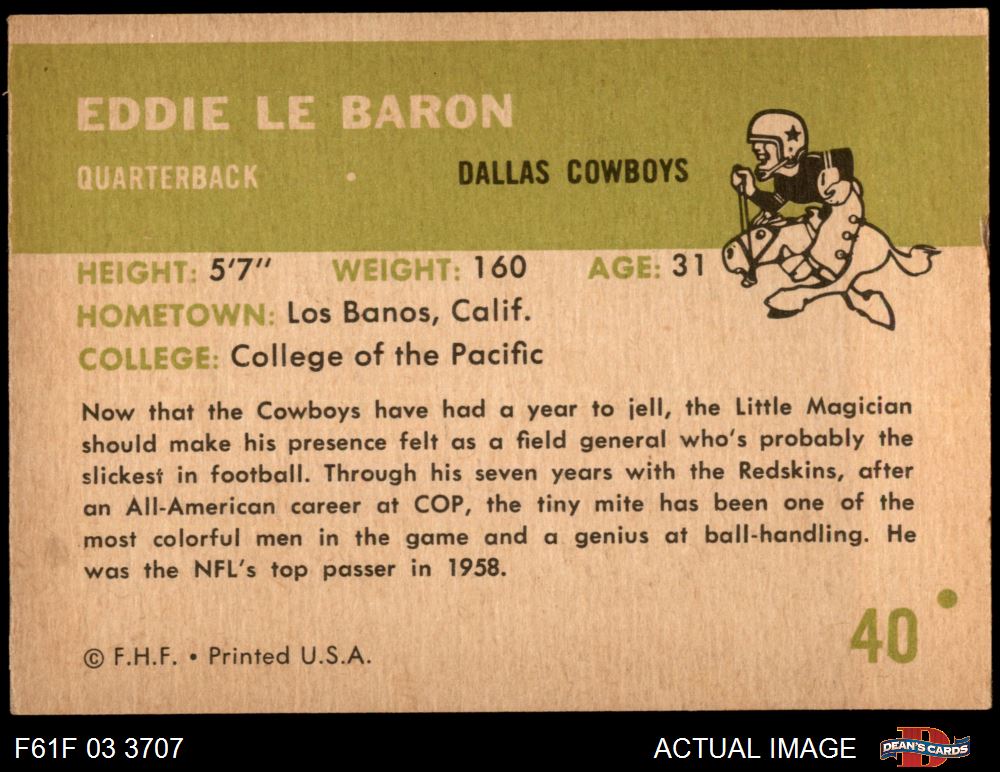 EDDIE LE BARON
QUARTERBACK • DALLAS COWBOYS
HEIGHT: 5'7" WEIGHT: 160 AGE: 31
HOMETOWN: Los Banos, Calif.
COLLEGE: College of the Pacific
Now that the Cowboys have had a year to jell, the Little Magician
should make his presence felt as a field general who's probably the
slickest in football. Through his seven years with the Redskins, after
an All-American career at COP, the tiny mite has been one of the
most colorful men in the game and a genius at ball-handling. He
was the NFL's top passer in 1958.
40
© F.H.F. • Printed U.S.A.
F61F 03 3707 ACTUAL IMAGE DEAN'S CARDS